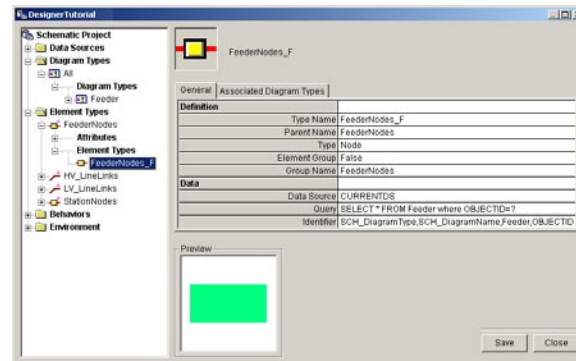 DesignerTutorial
Schematic Project
Data Sources
Diagram Types
All
Diagram Types
Feeder
Element Types
FeederNodes
Attributes
Element Types
FeederNodes_F
HV_LineLinks
LV_LineLinks
StationNodes
Behaviors
Environment
FeederNodes_F
General Associated Diagram Types
Definition
Type Name FeederNodes_F
Parent Name FeederNodes
Type Node
Element Group False
Group Name FeederNodes
Data
Data Source CURRENTDS
Query SELECT * FROM Feeder where OBJECTID=?
Identifier SCH_DiagramType,SCH_DiagramName,Feeder,OBJECTID
Preview
Save Close